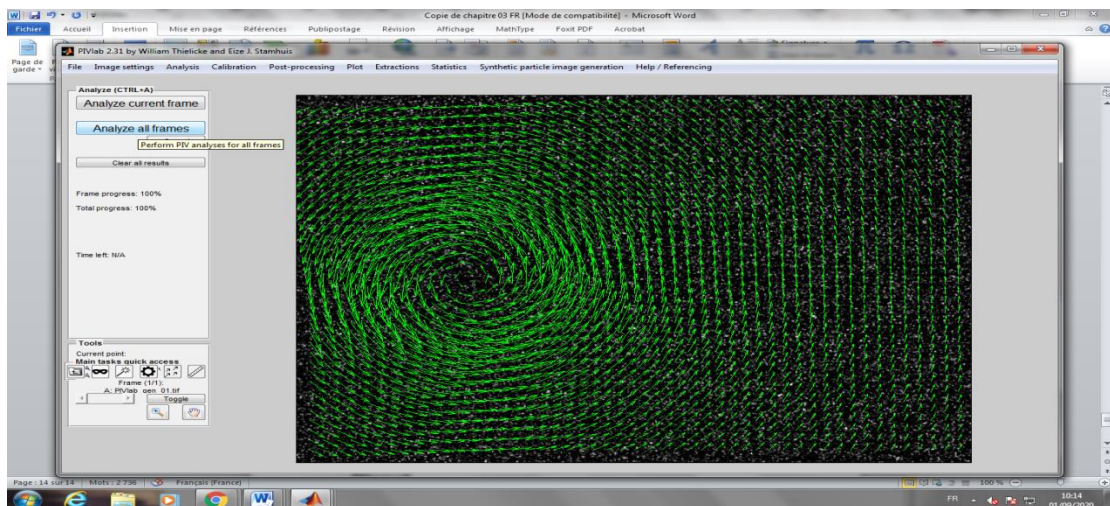 Copie de chapitre 03 FR [Mode de compatibilité] - Microsoft Word
Fichier Accueil Insertion Mise en page Références Publipostage Révision Affichage MathType Foxit PDF Acrobat
Page de
garde
PIVlab 2.31 by William Thielicke and Eize J. Stamhuis
File Image settings Analysis Calibration Post-processing Plot Extractions Statistics Synthetic particle image generation Help / Referencing
Analyze (CTRL+A)
Analyze current frame
Analyze all frames
Perform PIV analyses for all frames
Clear all results
Frame progress: 100%
Total progress: 100%
Time left: N/A
Tools
Current point:
Main tasks quick access
Frame (1/1):
A: PIVlab_gen_01.tif
Toggle
Page : 14 sur 14 Mots : 2 736 Français (France) 100 %
FR 10:14
01/09/2020